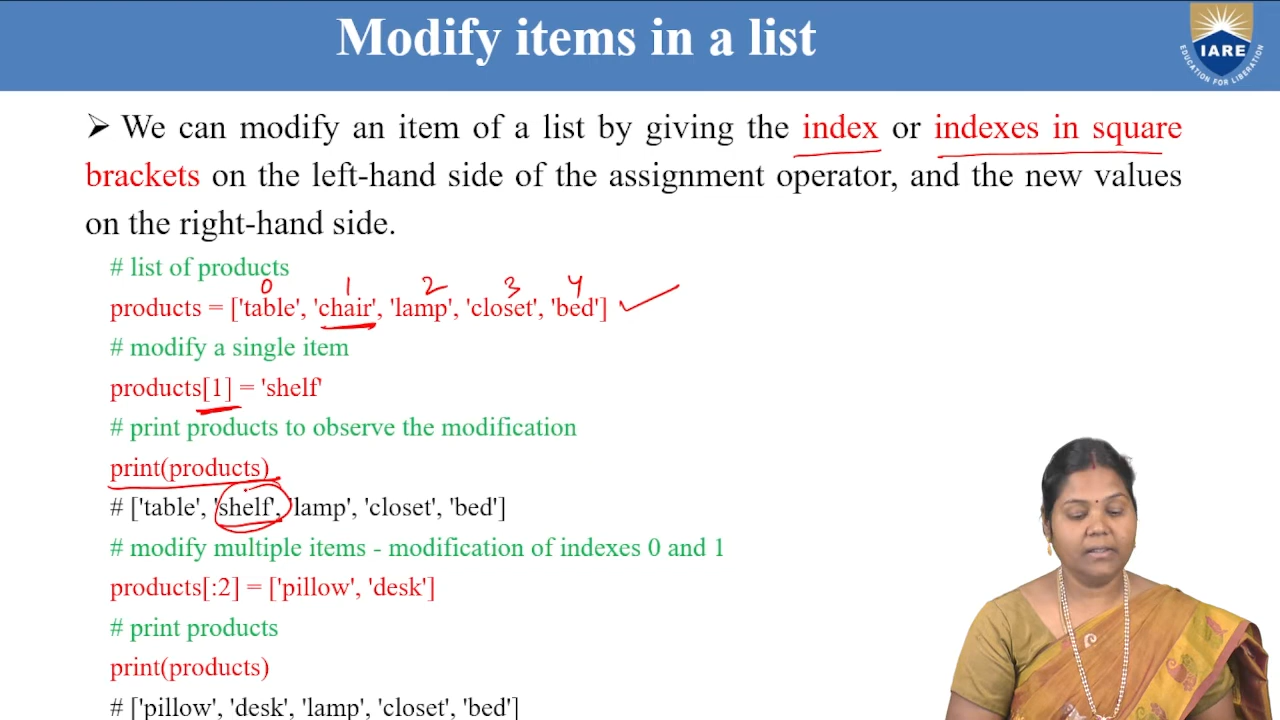 Modify items in a list
IARE
EDUCATION FOR LIBERATION
➤ We can modify an item of a list by giving the index or indexes in square
brackets on the left-hand side of the assignment operator, and the new values
on the right-hand side.
# list of products
0 1 2 3 4
products = ['table', 'chair', 'lamp', 'closet', 'bed']
# modify a single item
products[1] = 'shelf'
# print products to observe the modification
print(products)
# ['table', 'shelf', 'lamp', 'closet', 'bed']
# modify multiple items - modification of indexes 0 and 1
products[:2] = ['pillow', 'desk']
# print products
print(products)
# ['pillow', 'desk', 'lamp', 'closet', 'bed']